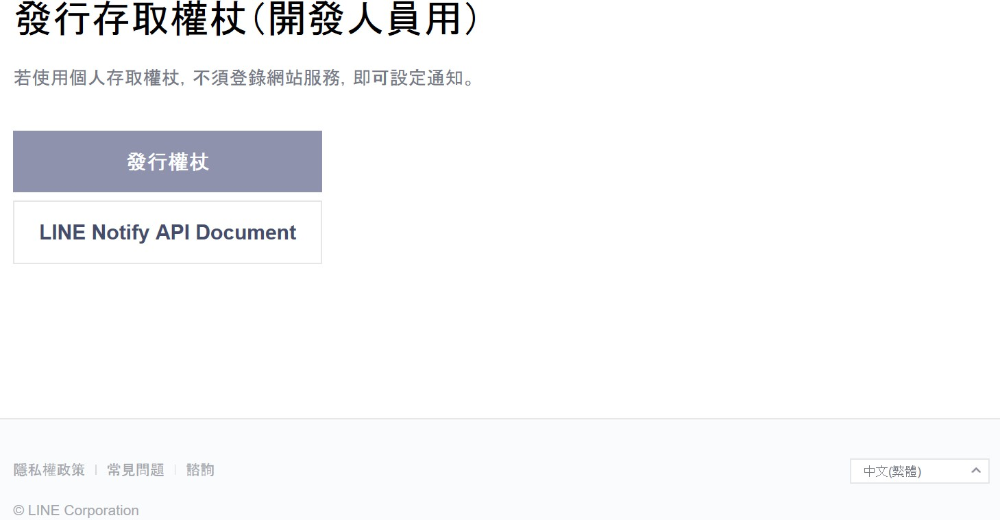 發行存取權杖(開發人員用)
若使用個人存取權杖, 不須登錄網站服務, 即可設定通知。
發行權杖
LINE Notify API Document
隱私權政策 | 常見問題 | 諮詢
中文(繁體)
© LINE Corporation